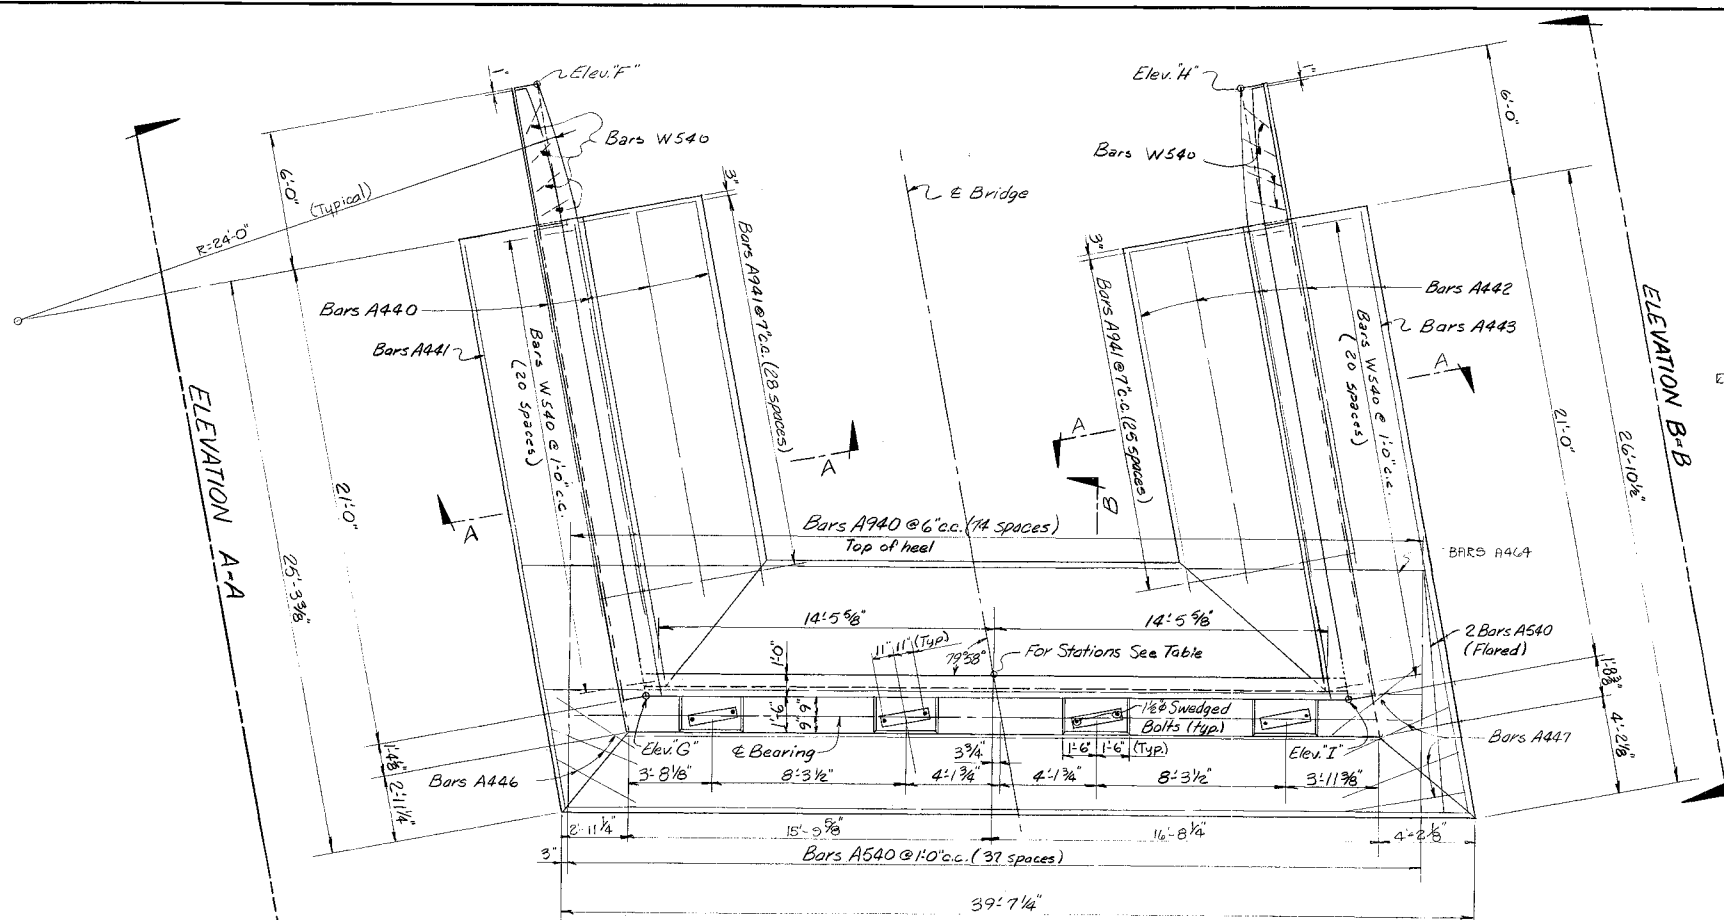 1"
Elev. "F"
Elev. "H"
1"
6'-0"
(Typical)
R=24'-0"
Bars W540
Bars W540
6'-0"
3"
℄ Bridge
3"
Bars A440
Bars A441
Bars W540 @ 1'-0" c.c.
(20 spaces)
Bars A941 @ 7" c.c. (28 spaces)
Bars A941 @ 7" c.c. (25 spaces)
Bars A442
Bars A443
Bars W540 @ 1'-0" c.c.
(20 spaces)
ELEVATION A-A
ELEVATION B-B
21'-0"
25'-3 3/8"
21'-0"
26'-10 1/2"
A
A
A
A
B
Bars A940 @ 6" c.c. (74 spaces)
Top of heel
BARS A464
14'-5 5/8"
14'-5 5/8"
11" 11" (Typ.)
79°58'
For Stations See Table
2 Bars A540
(Flared)
1'-0"
9" 9"
1½"ϕ Swedged
Bolts (typ.)
Elev. "G"
℄ Bearing
1'-6" 1'-6" (Typ.)
Elev. "I"
Bars A447
Bars A446
3 3/4"
3'-8 1/8"
8'-3 1/2"
4'-1 3/4"
4'-1 3/4"
8'-3 1/2"
3'-11 3/8"
1'-4 1/8"
2'-11 1/4"
4'-2 1/8"
2'-11 1/4"
15'-9 5/8"
16'-8 1/4"
4'-2 1/8"
3"
Bars A540 @ 1'-0" c.c. (37 spaces)
39'-7 1/4"